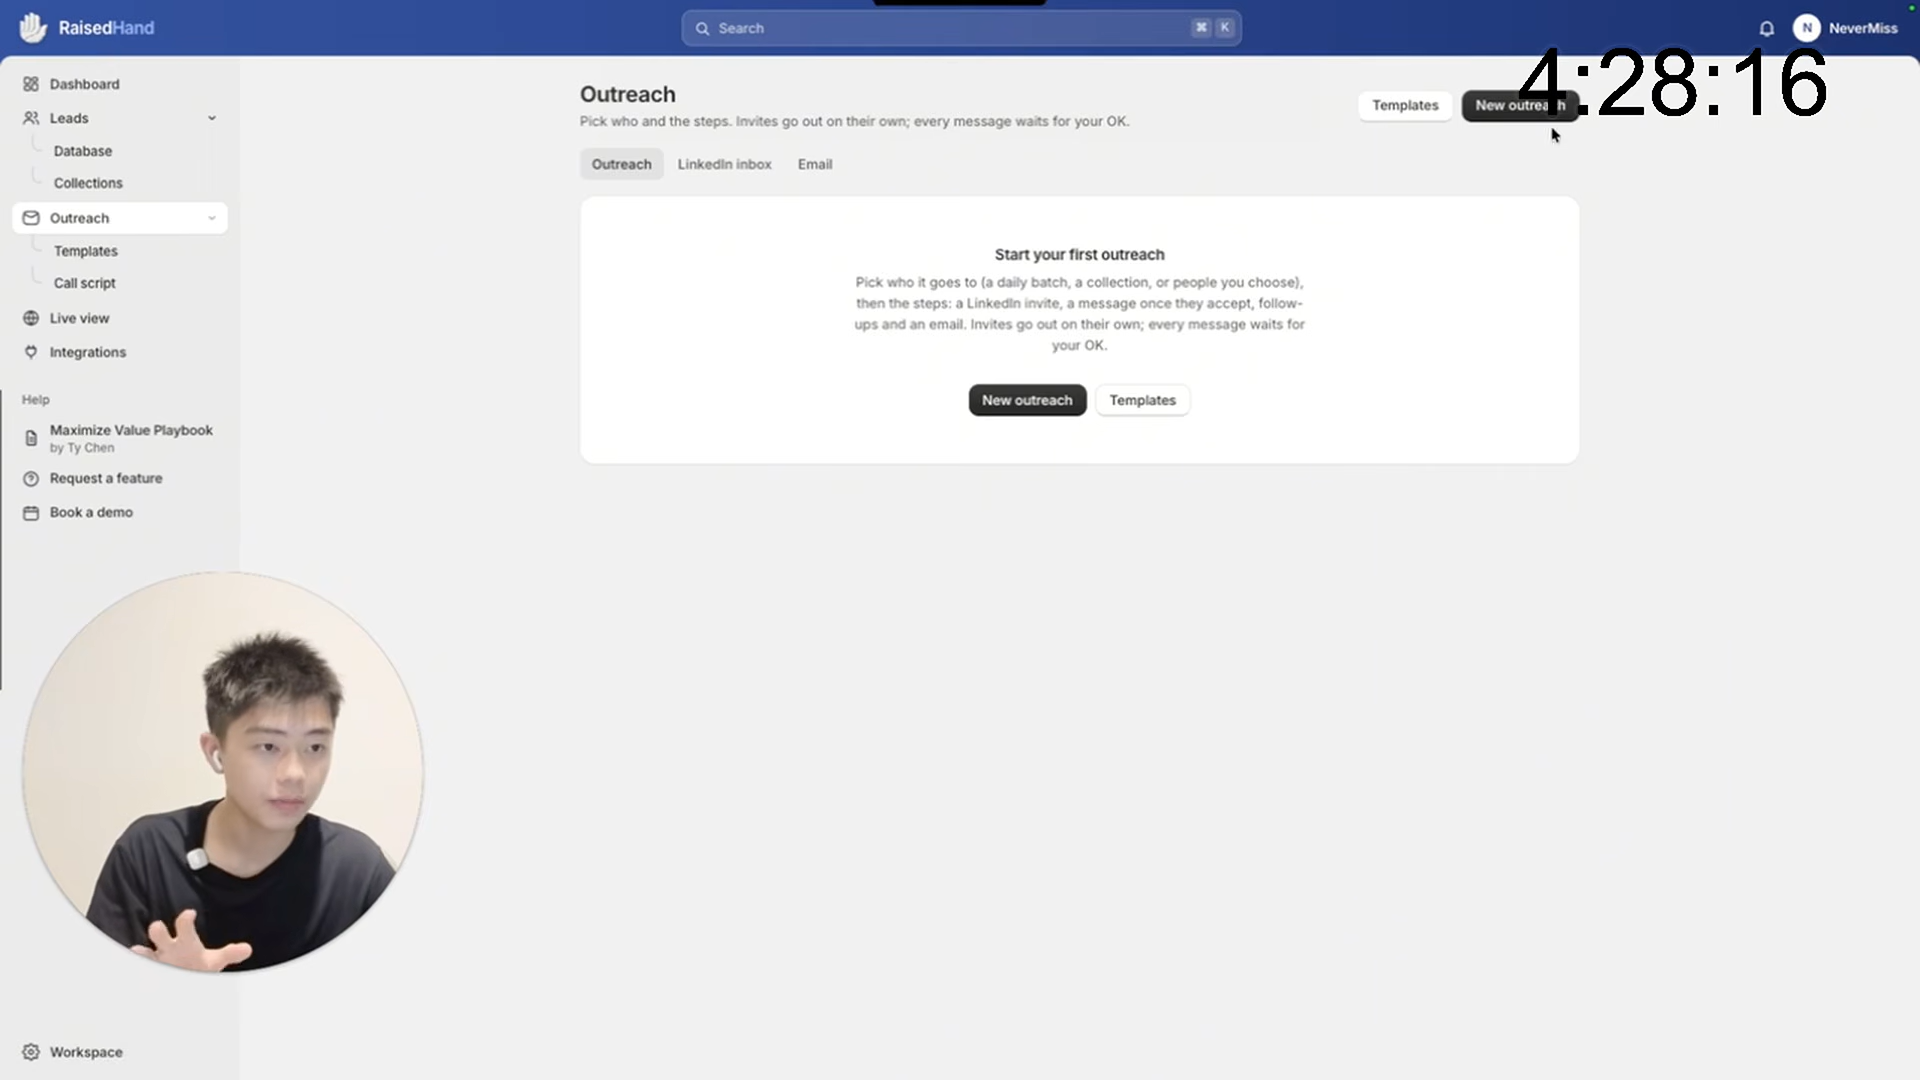 RaisedHand
Search
⌘ K
N
NeverMiss
4:28:16
Dashboard
Leads
Database
Collections
Outreach
Templates
Call script
Live view
Integrations
Help
Maximize Value Playbook
by Ty Chen
Request a feature
Book a demo
Workspace
Outreach
Pick who and the steps. Invites go out on their own; every message waits for your OK.
Templates
New outreach
Outreach
LinkedIn inbox
Email
Start your first outreach
Pick who it goes to (a daily batch, a collection, or people you choose),
then the steps: a LinkedIn invite, a message once they accept, follow-
ups and an email. Invites go out on their own; every message waits for
your OK.
New outreach
Templates